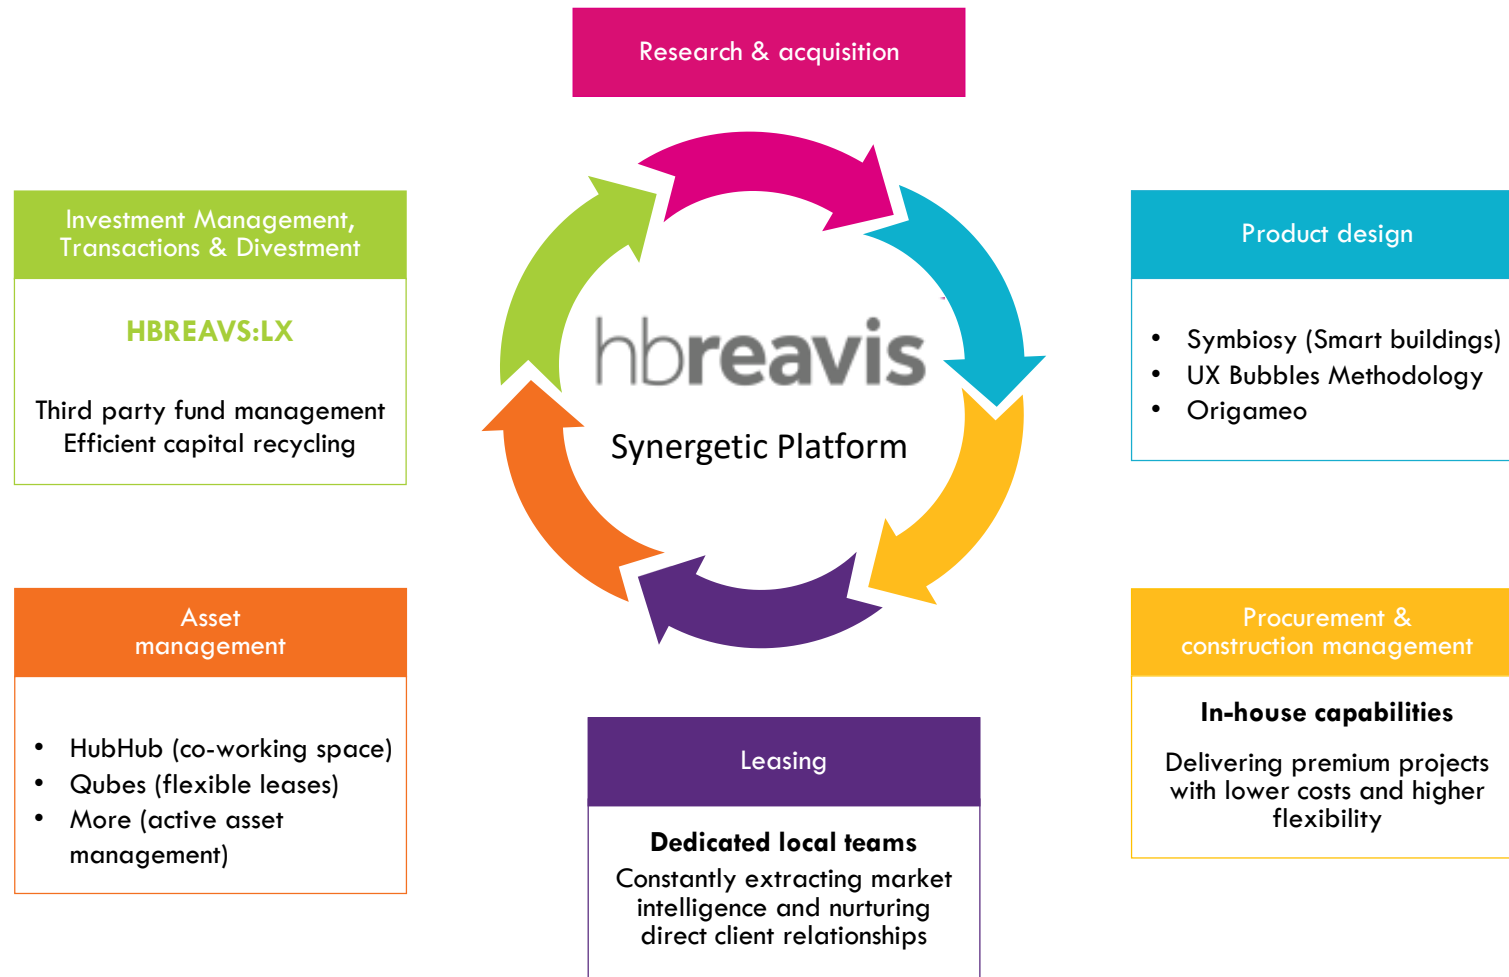 Research & acquisition
Investment Management,
Transactions & Divestment
HBREAVS:LX
Third party fund management
Efficient capital recycling
Product design
• Symbiosy (Smart buildings)
• UX Bubbles Methodology
• Origameo
hbreavis
Synergetic Platform
Asset
management
• HubHub (co-working space)
• Qubes (flexible leases)
• More (active asset
management)
Procurement &
construction management
In-house capabilities
Delivering premium projects
with lower costs and higher
flexibility
Leasing
Dedicated local teams
Constantly extracting market
intelligence and nurturing
direct client relationships